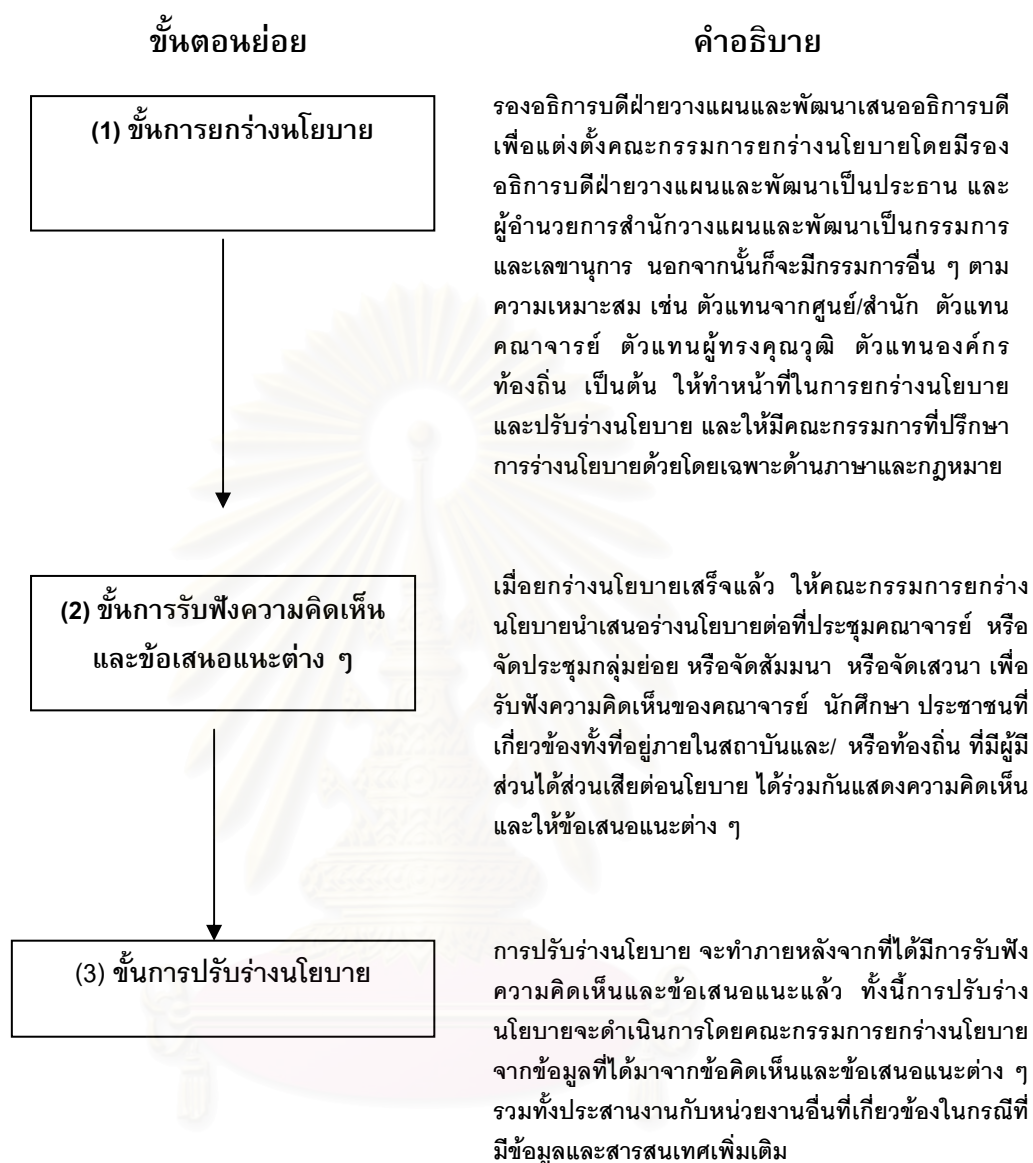 ขั้นตอนย่อย
คำอธิบาย
(1) ขั้นการยกร่างนโยบาย
รองอธิการบดีฝ่ายวางแผนและพัฒนาเสนออธิการบดี
เพื่อแต่งตั้งคณะกรรมการยกร่างนโยบายโดยมีรอง
อธิการบดีฝ่ายวางแผนและพัฒนาเป็นประธาน และ
ผู้อำนวยการสำนักวางแผนและพัฒนาเป็นกรรมการ
และเลขานุการ นอกจากนั้นก็จะมีกรรมการอื่น ๆ ตาม
ความเหมาะสม เช่น ตัวแทนจากศูนย์/สำนัก ตัวแทน
คณาจารย์ ตัวแทนผู้ทรงคุณวุฒิ ตัวแทนองค์กร
ท้องถิ่น เป็นต้น ให้ทำหน้าที่ในการยกร่างนโยบาย
และปรับร่างนโยบาย และให้มีคณะกรรมการที่ปรึกษา
การร่างนโยบายด้วยโดยเฉพาะด้านภาษาและกฎหมาย
(2) ขั้นการรับฟังความคิดเห็น
และข้อเสนอแนะต่าง ๆ
เมื่อยกร่างนโยบายเสร็จแล้ว ให้คณะกรรมการยกร่าง
นโยบายนำเสนอร่างนโยบายต่อที่ประชุมคณาจารย์ หรือ
จัดประชุมกลุ่มย่อย หรือจัดสัมมนา หรือจัดเสวนา เพื่อ
รับฟังความคิดเห็นของคณาจารย์ นักศึกษา ประชาชนที่
เกี่ยวข้องทั้งที่อยู่ภายในสถาบันและ/ หรือท้องถิ่น ที่มีผู้มี
ส่วนได้ส่วนเสียต่อนโยบาย ได้ร่วมกันแสดงความคิดเห็น
และให้ข้อเสนอแนะต่าง ๆ
(3) ขั้นการปรับร่างนโยบาย
การปรับร่างนโยบาย จะทำภายหลังจากที่ได้มีการรับฟัง
ความคิดเห็นและข้อเสนอแนะแล้ว ทั้งนี้การปรับร่าง
นโยบายจะดำเนินการโดยคณะกรรมการยกร่างนโยบาย
จากข้อมูลที่ได้มาจากข้อคิดเห็นและข้อเสนอแนะต่าง ๆ
รวมทั้งประสานงานกับหน่วยงานอื่นที่เกี่ยวข้องในกรณีที่
มีข้อมูลและสารสนเทศเพิ่มเติม